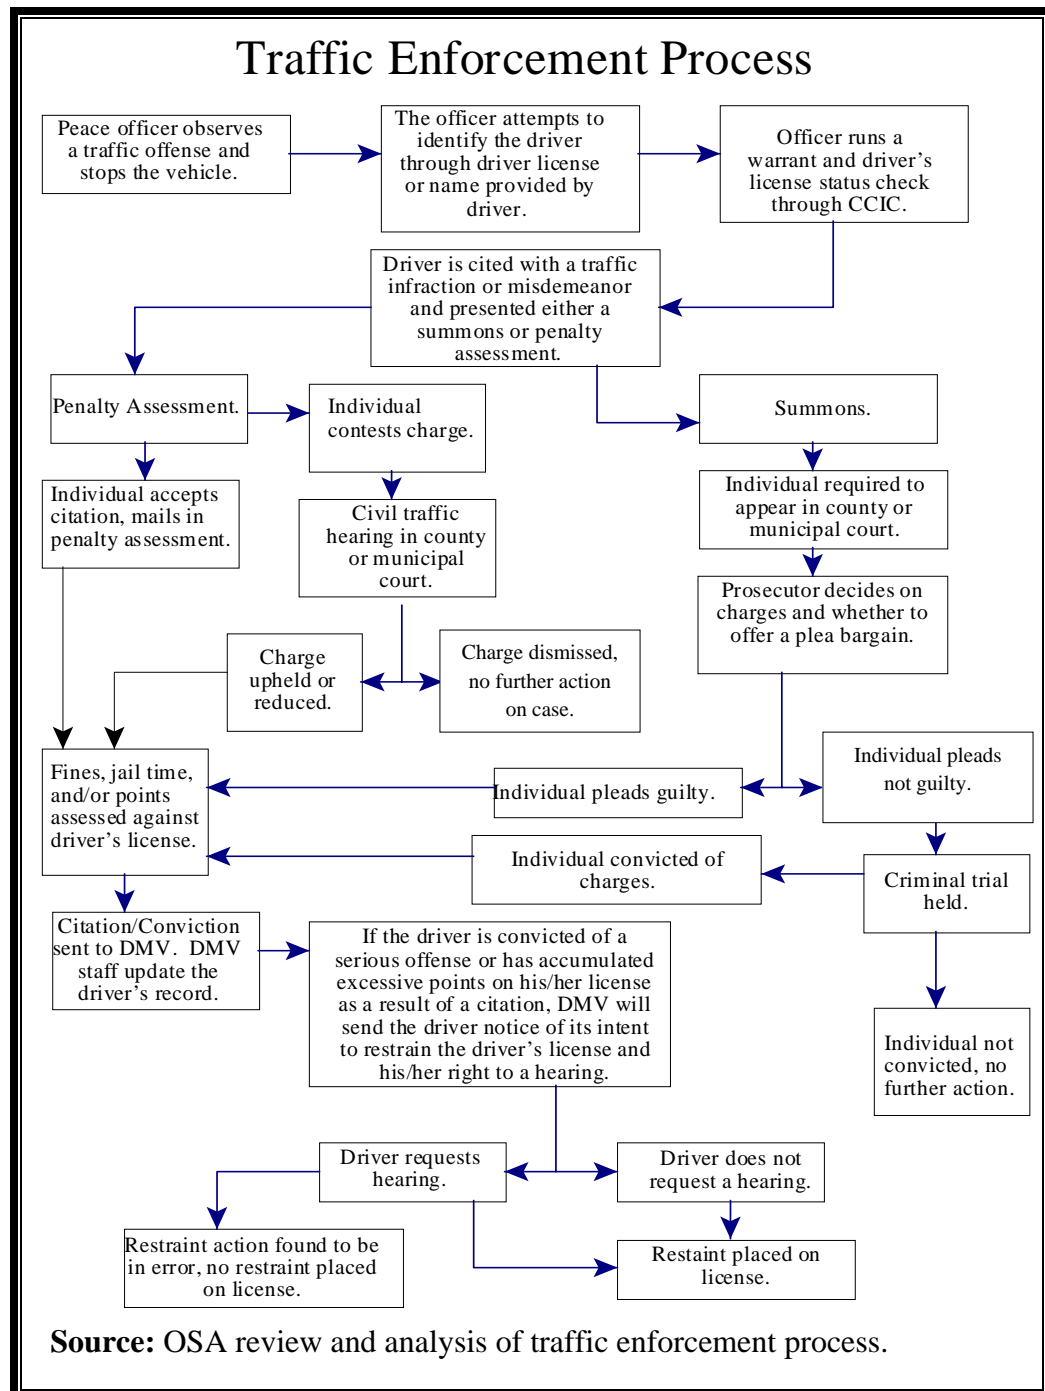 Traffic Enforcement Process
Peace officer observes
a traffic offense and
stops the vehicle.
The officer attempts to
identify the driver
through driver license
or name provided by
driver.
Officer runs a
warrant and driver's
license status check
through CCIC.
Driver is cited with a traffic
infraction or misdemeanor
and presented either a
summons or penalty
assessment.
Penalty Assessment.
Individual
contests charge.
Summons.
Individual accepts
citation, mails in
penalty assessment.
Civil traffic
hearing in county
or municipal
court.
Individual required to
appear in county or
municipal court.
Prosecutor decides on
charges and whether to
offer a plea bargain.
Charge
upheld or
reduced.
Charge dismissed,
no further action
on case.
Fines, jail time,
and/or points
assessed against
driver's license.
Individual pleads guilty.
Individual pleads
not guilty.
Individual convicted of
charges.
Criminal trial
held.
Citation/Conviction
sent to DMV. DMV
staff update the
driver's record.
If the driver is convicted of a
serious offense or has accumulated
excessive points on his/her license
as a result of a citation, DMV will
send the driver notice of its intent
to restrain the driver's license and
his/her right to a hearing.
Individual not
convicted, no
further action.
Driver requests
hearing.
Driver does not
request a hearing.
Restraint action found to be
in error, no restraint placed
on license.
Restaint placed on
license.
Source: OSA review and analysis of traffic enforcement process.